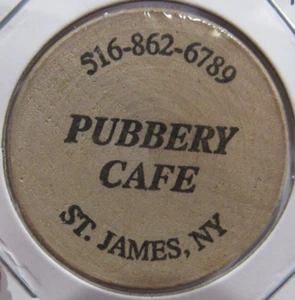 516-862-6789
PUBBERY
CAFE
ST. JAMES, NY